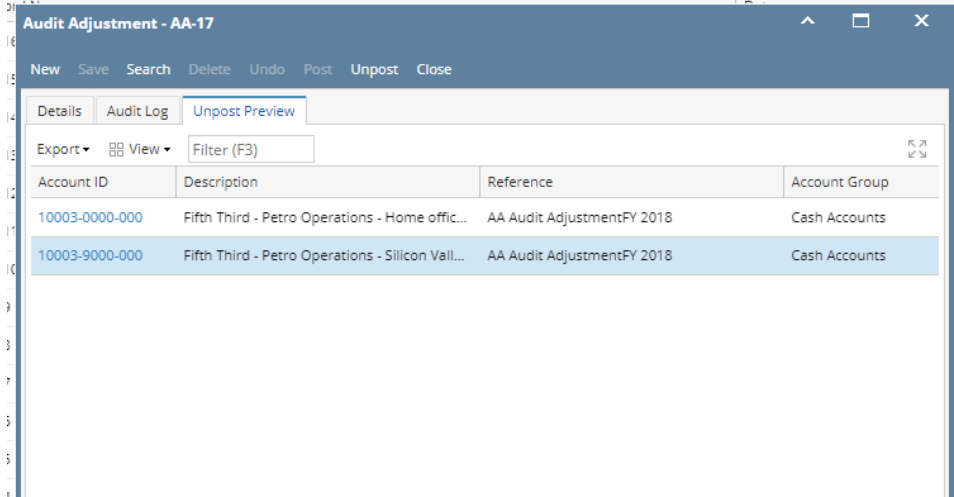 Audit Adjustment - AA-17
New Save Search Delete Undo Post Unpost Close
Details Audit Log Unpost Preview
Export View Filter (F3)
Account ID Description Reference Account Group
10003-0000-000 Fifth Third - Petro Operations - Home offic... AA Audit AdjustmentFY 2018 Cash Accounts
10003-9000-000 Fifth Third - Petro Operations - Silicon Vall... AA Audit AdjustmentFY 2018 Cash Accounts